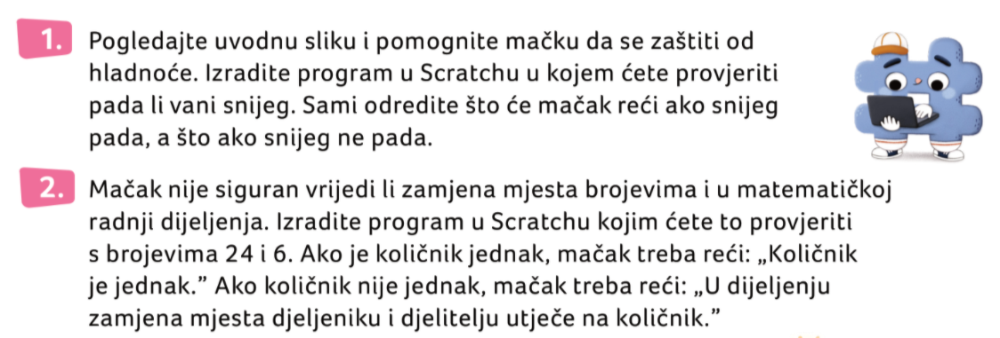 1. Pogledajte uvodnu sliku i pomognite mačku da se zaštiti od
hladnoće. Izradite program u Scratchu u kojem ćete provjeriti
pada li vani snijeg. Sami odredite što će mačak reći ako snijeg
pada, a što ako snijeg ne pada.
2. Mačak nije siguran vrijedi li zamjena mjesta brojevima i u matematičkoj
radnji dijeljenja. Izradite program u Scratchu kojim ćete to provjeriti
s brojevima 24 i 6. Ako je količnik jednak, mačak treba reći: „Količnik
je jednak.” Ako količnik nije jednak, mačak treba reći: „U dijeljenju
zamjena mjesta djeljeniku i djelitelju utječe na količnik.”